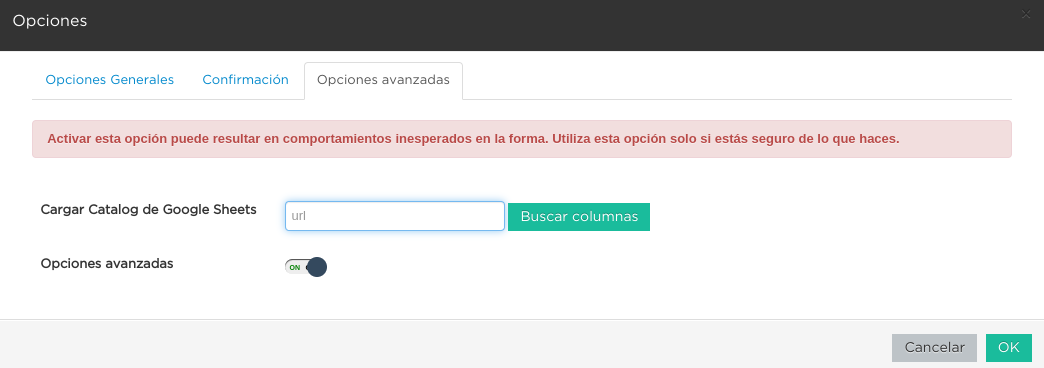 Opciones
×
Opciones Generales
Confirmación
Opciones avanzadas
Activar esta opción puede resultar en comportamientos inesperados en la forma. Utiliza esta opción solo si estás seguro de lo que haces.
Cargar Catalog de Google Sheets
url
Buscar columnas
Opciones avanzadas
ON
Cancelar
OK